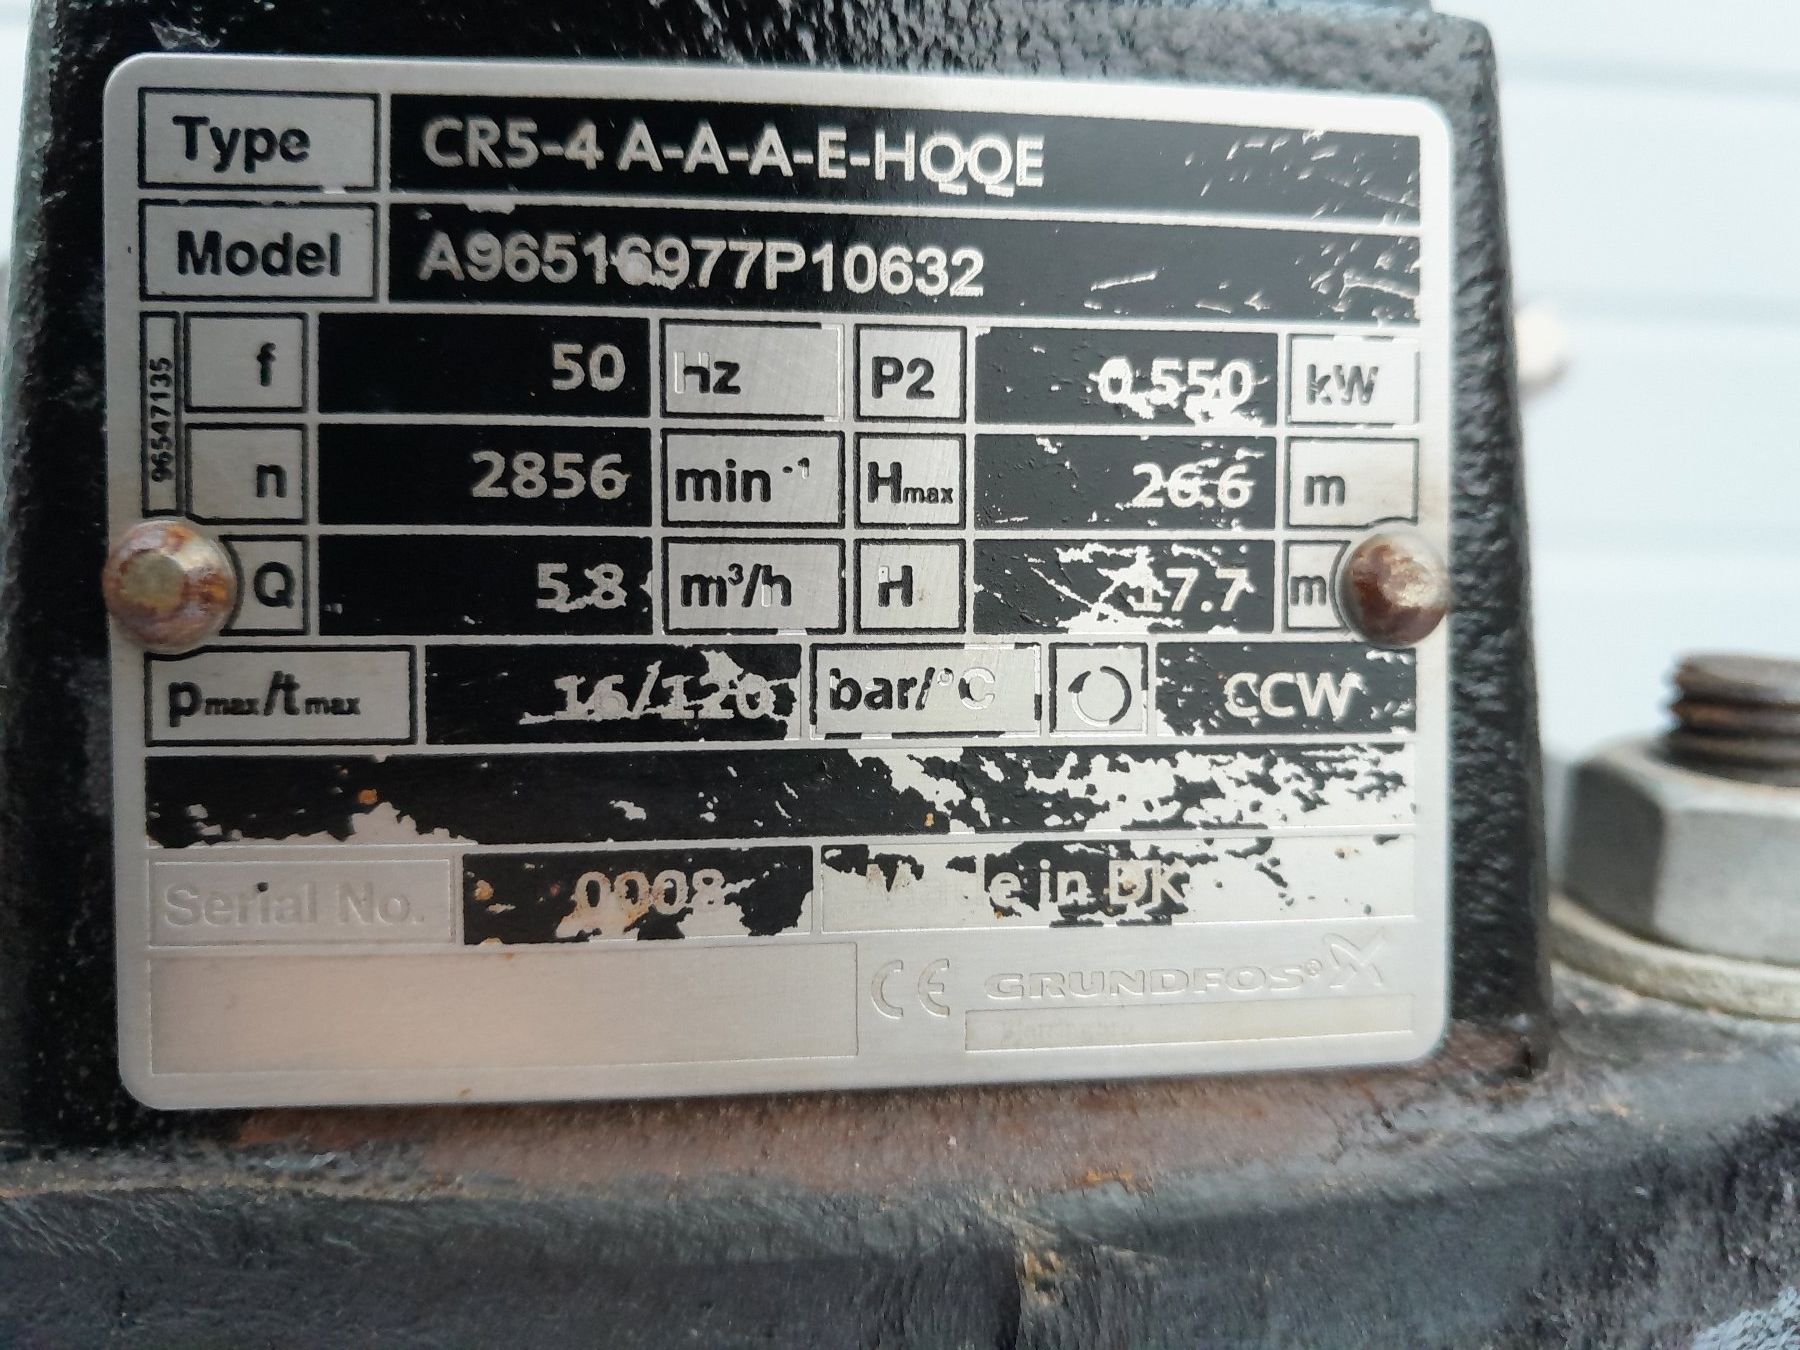 Type CR5-4 A-A-A-E-HQQE
Model A96516977P10632
96547135
f 50 Hz P2 0.550 kW
n 2856 min⁻¹ Hmax 26.6 m
Q 5.8 m³/h H 17.7 m
pmax/tmax 16/120 bar/°C CCW
Serial No. 0008 Made in DK
CE GRUNDFOS